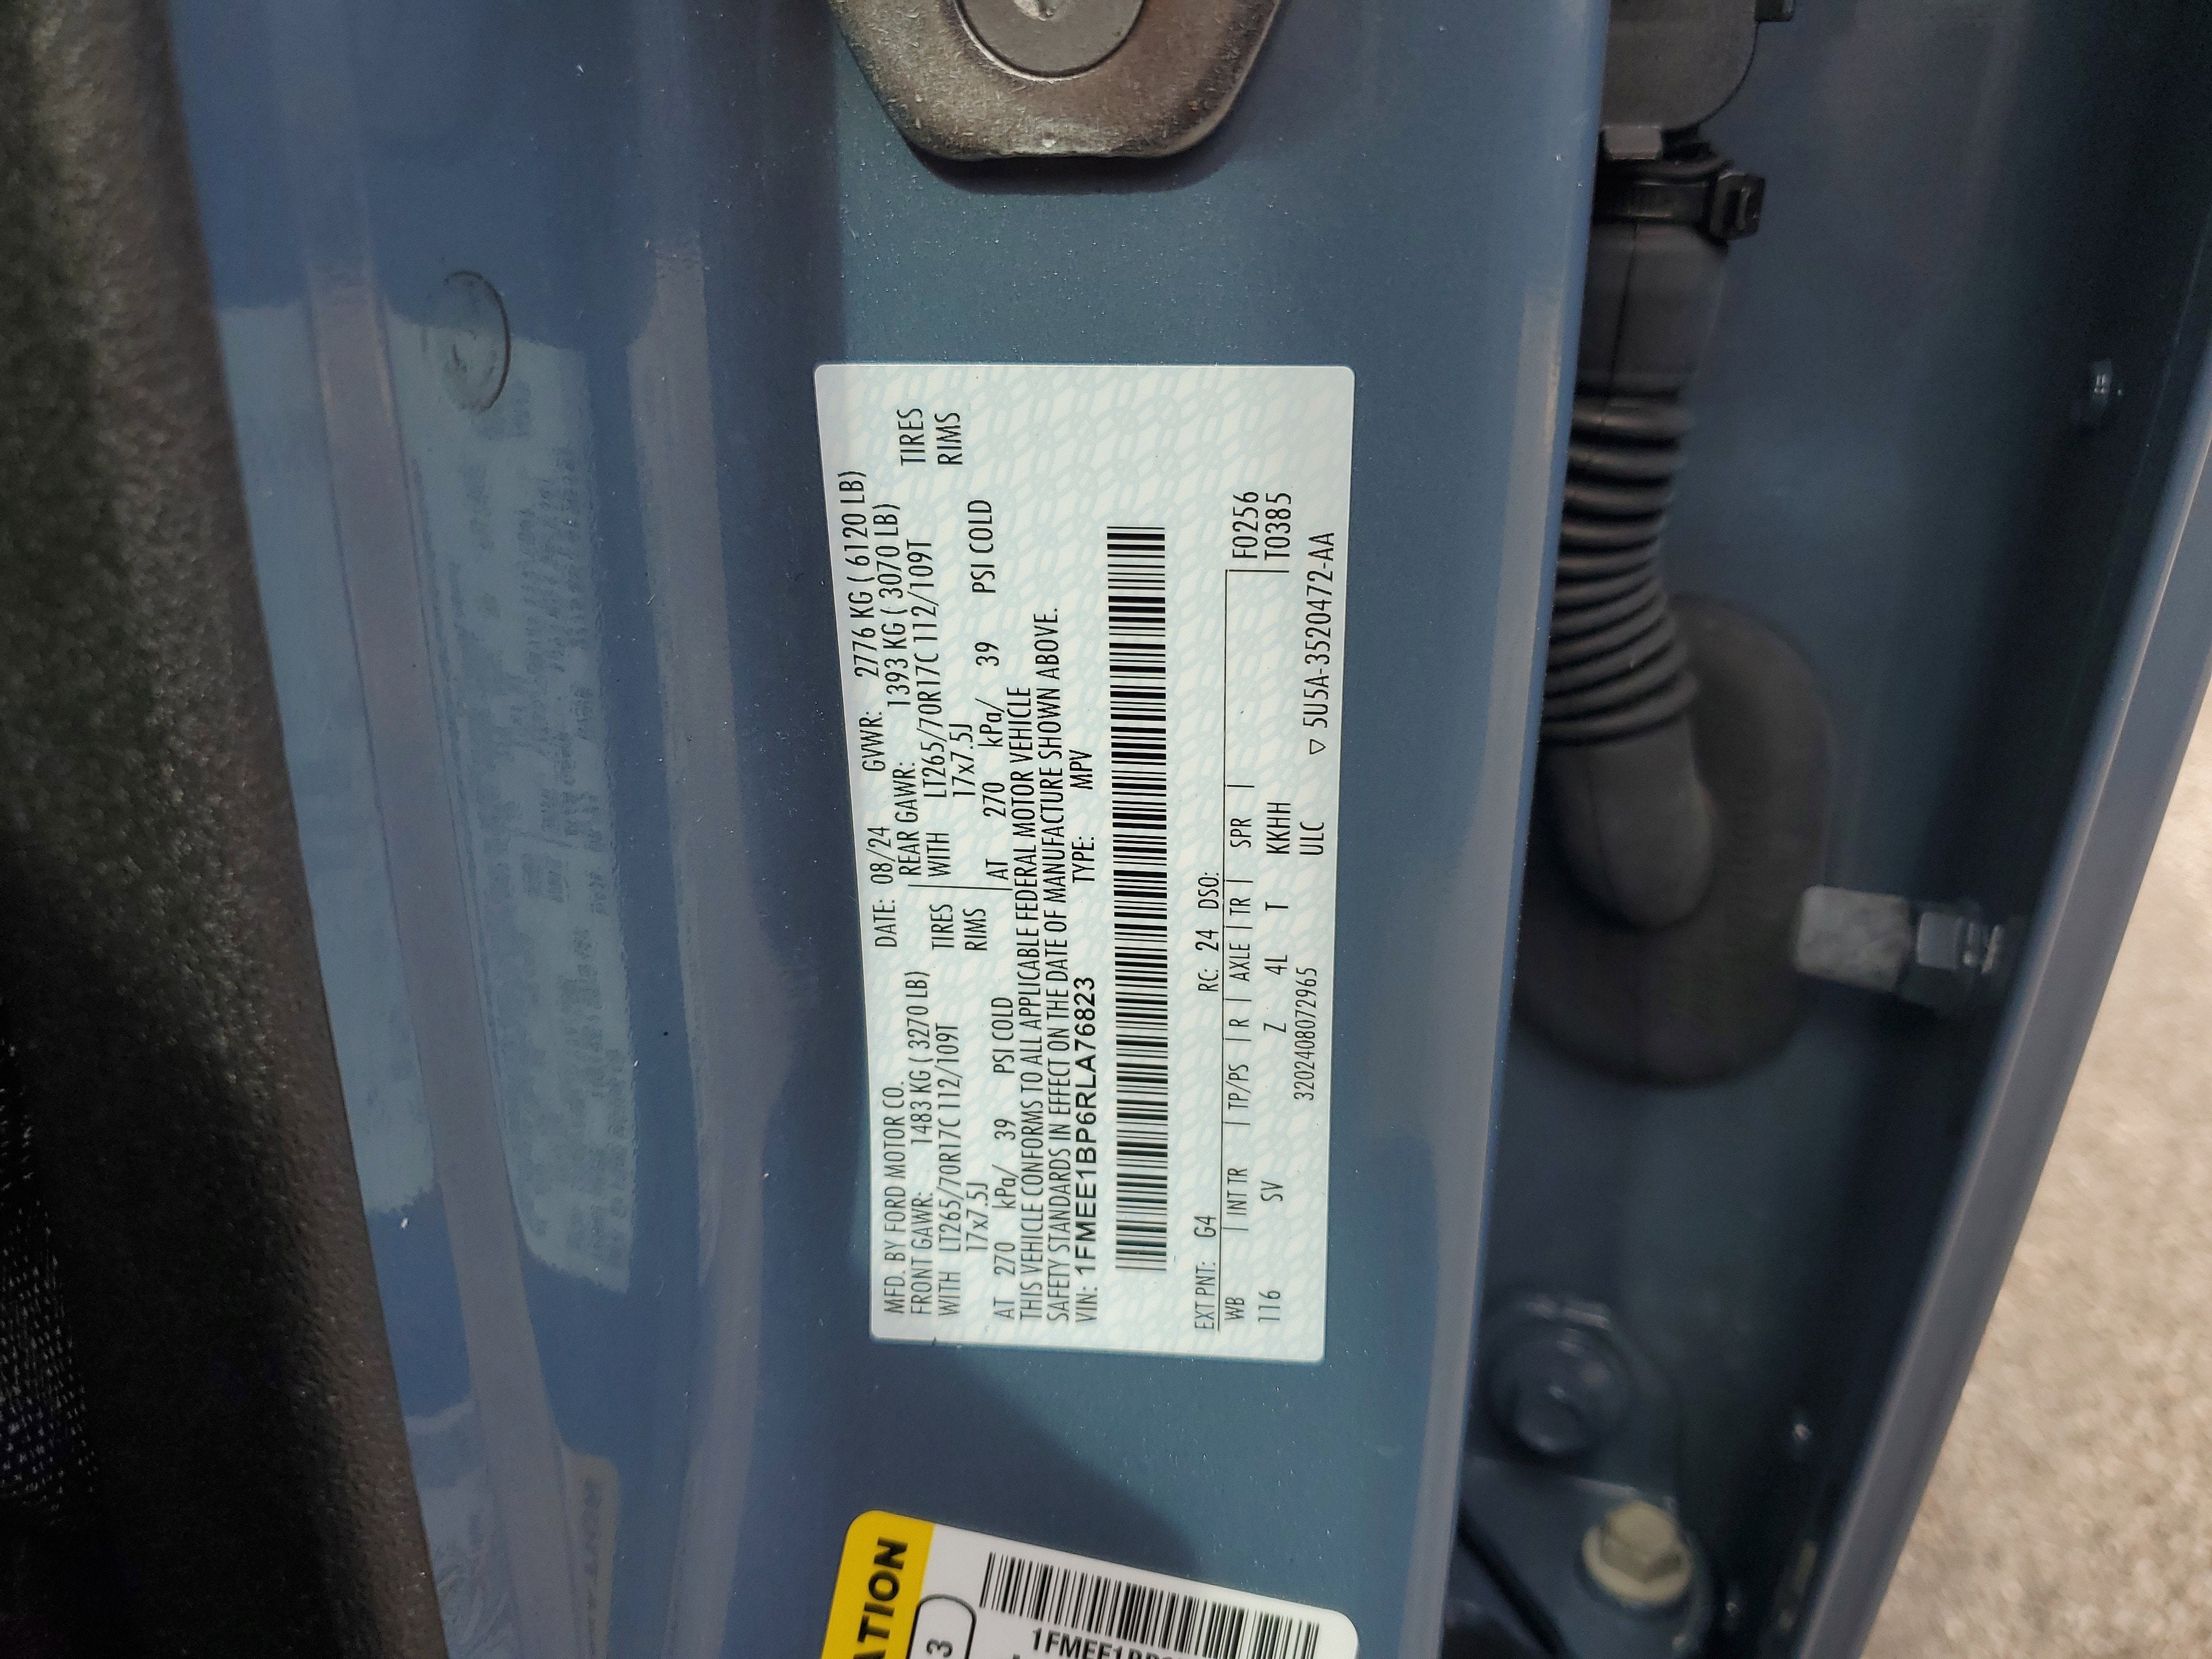 MFD. BY FORD MOTOR CO. DATE: 08/24 GVWR: 2776 KG ( 6120 LB)
FRONT GAWR: 1483 KG ( 3270 LB) REAR GAWR: 1393 KG ( 3070 LB)
WITH LT265/70R17C 112/109T TIRES WITH LT265/70R17C 112/109T TIRES
17x7.5J RIMS 17x7.5J RIMS
AT 270 kPa/ 39 PSI COLD AT 270 kPa/ 39 PSI COLD
THIS VEHICLE CONFORMS TO ALL APPLICABLE FEDERAL MOTOR VEHICLE
SAFETY STANDARDS IN EFFECT ON THE DATE OF MANUFACTURE SHOWN ABOVE.
VIN: 1FMEE1BP6RLA76823 TYPE: MPV
EXT PNT: G4 RC: 24 DSO:
WB | INT TR | TP/PS | R | AXLE | TR | SPR | F0256
116 SV Z 4L T KKHH T0385
3202408072965 ULC ▽ 5U5A-3520472-AA
ATION
3